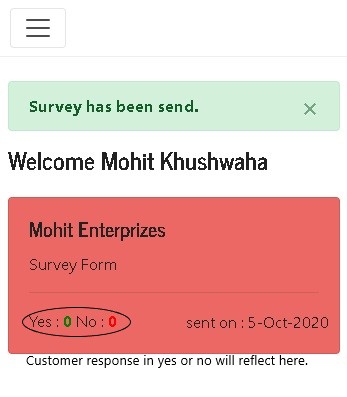 Survey has been send. ×
Welcome Mohit Khushwaha
Mohit Enterprizes
Survey Form
Yes : 0 No : 0 sent on : 5-Oct-2020
Customer response in yes or no will reflect here.